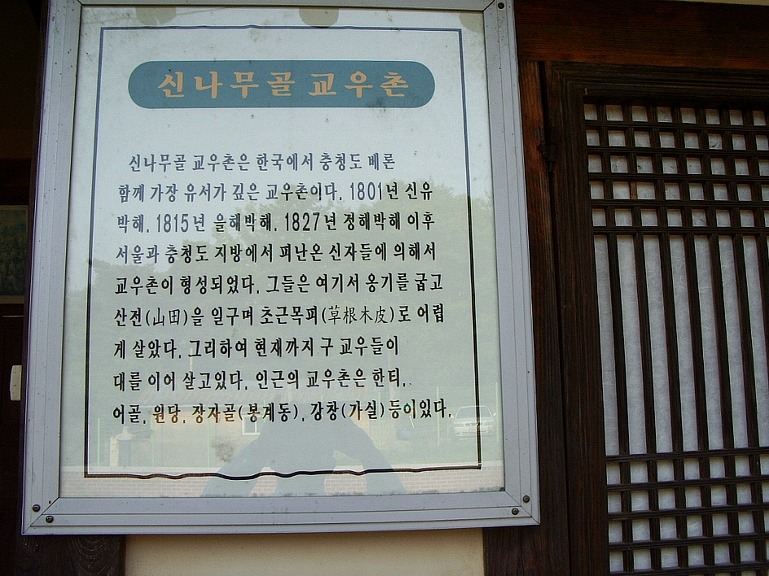 신나무골 교우촌
신나무골 교우촌은 한국에서 충청도 베론
함께 가장 유서가 깊은 교우촌이다. 1801년 신유
박해, 1815년 을해박해, 1827년 정해박해 이후
서울과 충청도 지방에서 피난온 신자들에 의해서
교우촌이 형성되었다. 그들은 여기서 옹기를 굽고
산전(山田)을 일구며 초근목피(草根木皮)로 어렵
게 살았다. 그리하여 현재까지 구 교우들이
대를 이어 살고있다. 인근의 교우촌은 한티,
어골, 원당, 장자골(봉계동), 강창(가실)등이있다.